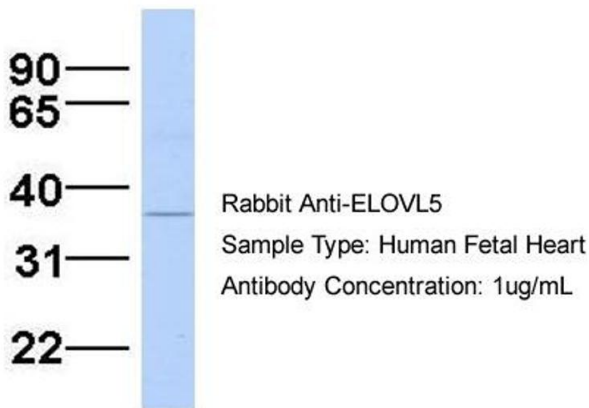 90
65
40
31
22
Rabbit Anti-ELOVL5
Sample Type: Human Fetal Heart
Antibody Concentration: 1ug/mL